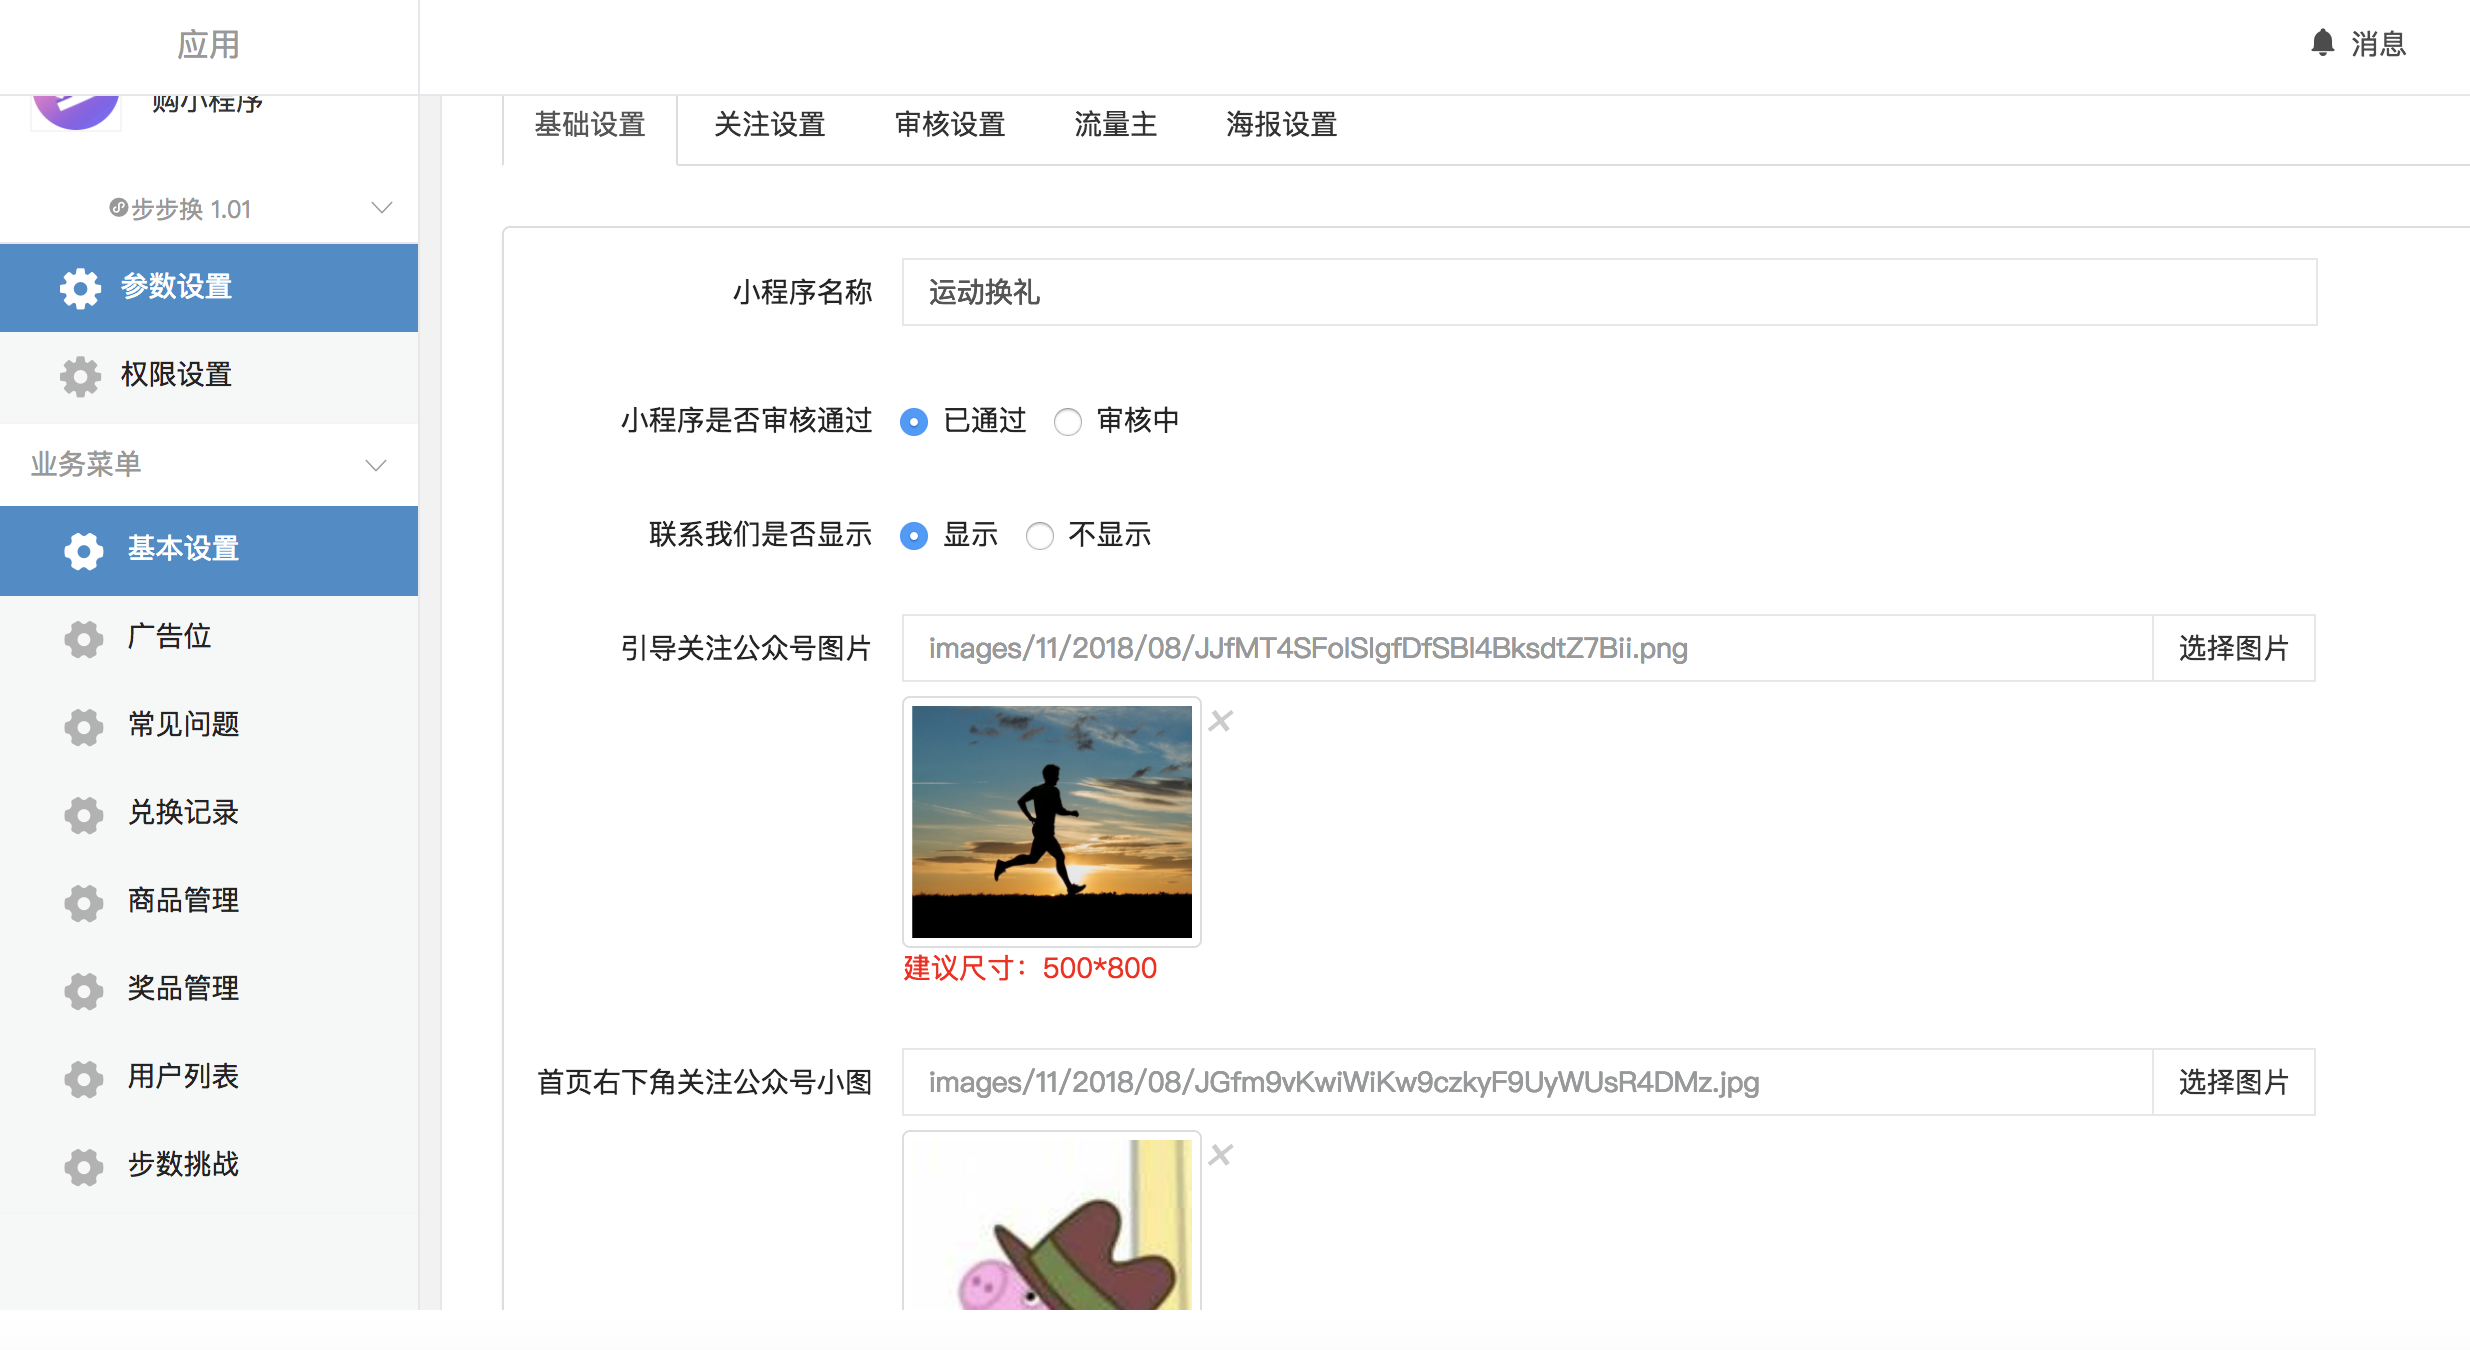 应用
消息
购小程序
步步换 1.01
参数设置
权限设置
业务菜单
基本设置
广告位
常见问题
兑换记录
商品管理
奖品管理
用户列表
步数挑战
基础设置 关注设置 审核设置 流量主 海报设置
小程序名称 运动换礼
小程序是否审核通过 已通过 审核中
联系我们是否显示 显示 不显示
引导关注公众号图片 images/11/2018/08/JJfMT4SFolSlgfDfSBl4BksdtZ7Bii.png 选择图片
建议尺寸：500*800
首页右下角关注公众号小图 images/11/2018/08/JGfm9vKwiWiKw9czkyF9UyWUsR4DMz.jpg 选择图片